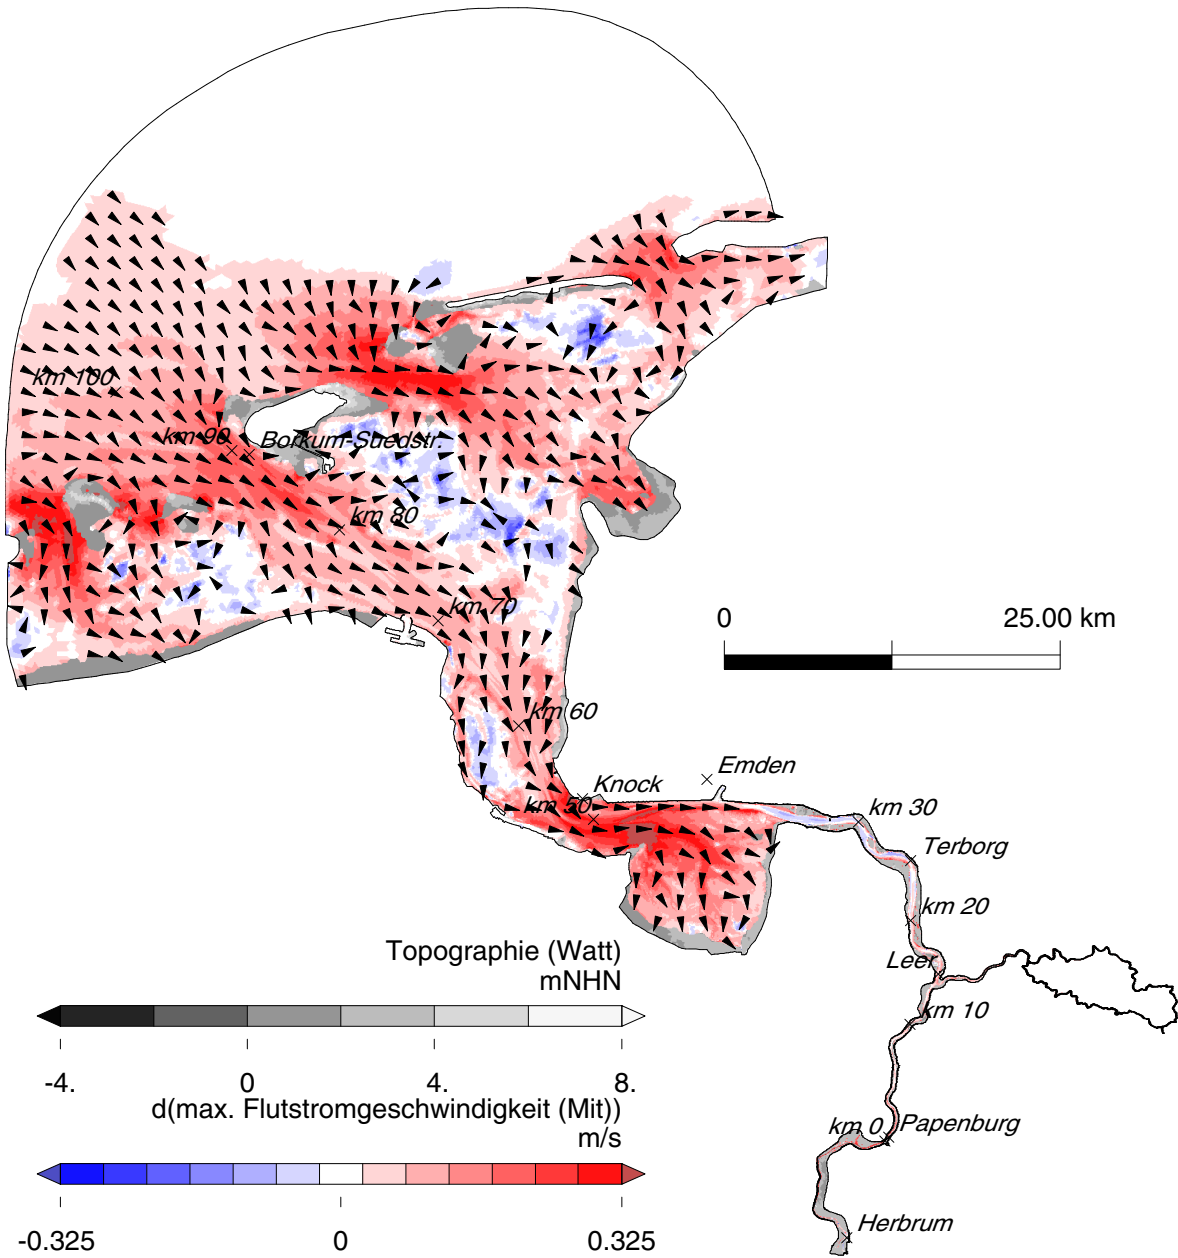 km 100
km 90
Borkum-Suedstr.
km 80
km 70
0
25.00 km
km 60
Emden
Knock
km 50
km 30
Terborg
km 20
Leer
km 10
km 0
Papenburg
Herbrum
Topographie (Watt)
mNHN
-4.
0
4.
8.
d(max. Flutstromgeschwindigkeit (Mit))
m/s
-0.325
0
0.325